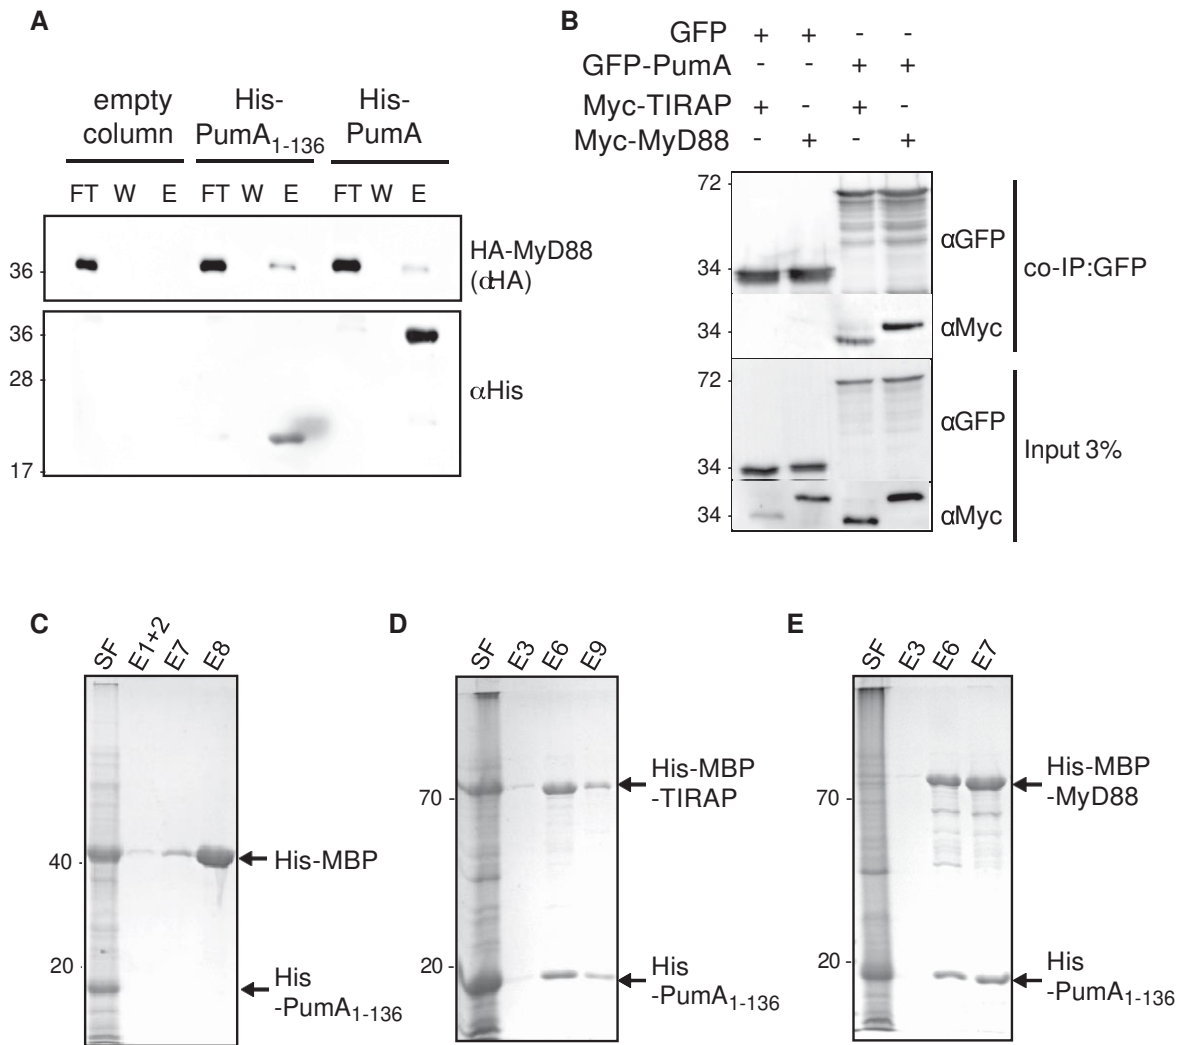 A
empty column
His-PumA1-136
His-PumA
FT W E FT W E FT W E
36
HA-MyD88
(αHA)
36
28
17
αHis
B
GFP + + - -
GFP-PumA - - + +
Myc-TIRAP + - + -
Myc-MyD88 - + - +
72
34
αGFP
34
αMyc
co-IP:GFP
72
34
αGFP
34
αMyc
Input 3%
C
SF E1+2 E7 E8
40
His-MBP
20
His
-PumA1-136
D
SF E3 E6 E9
70
His-MBP
-TIRAP
20
His
-PumA1-136
E
SF E3 E6 E7
70
His-MBP
-MyD88
20
His
-PumA1-136